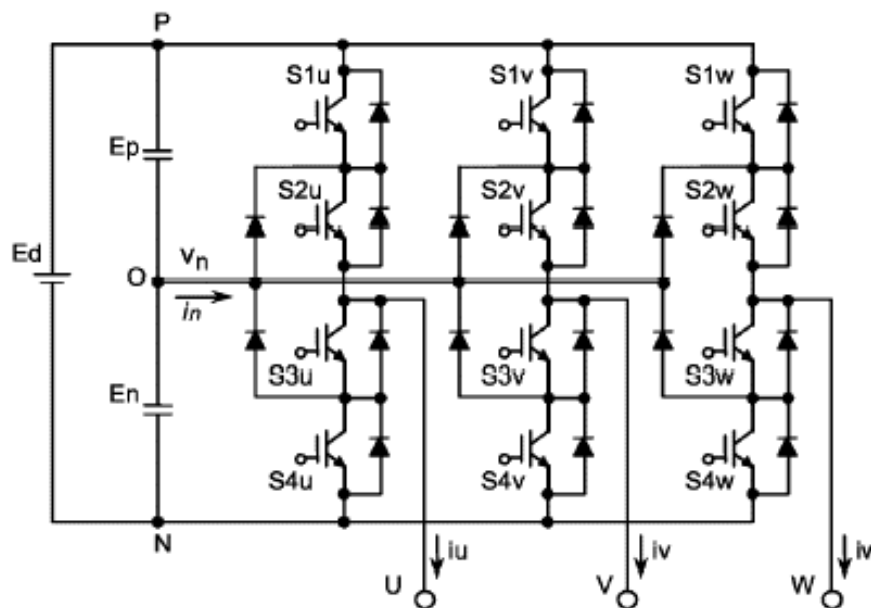 P
S1u S1v S1w
Ep
S2u S2v S2w
Ed
O vn
in
S3u S3v S3w
En
S4u S4v S4w
N
iu iv iv
U V W